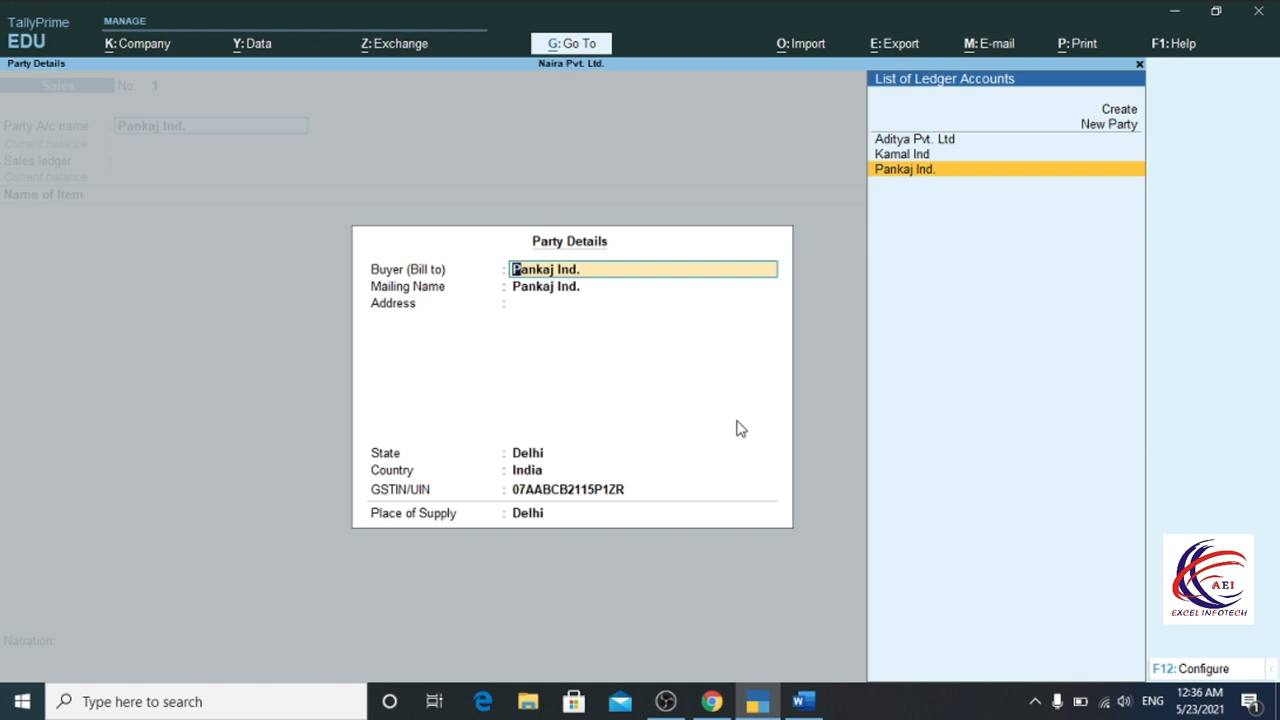 TallyPrime
EDU
MANAGE
K: Company
Y: Data
Z: Exchange
G: Go To
O: Import
E: Export
M: E-mail
P: Print
F1: Help
Party Details
Naira Pvt. Ltd.
Sales No. 1
Party A/c name : Pankaj Ind.
Current balance :
Sales ledger :
Current balance :
Name of Item
List of Ledger Accounts
Create
New Party
Aditya Pvt. Ltd
Kamal Ind
Pankaj Ind.
Party Details
Buyer (Bill to) : Pankaj Ind.
Mailing Name : Pankaj Ind.
Address :
State : Delhi
Country : India
GSTIN/UIN : 07AABCB2115P1ZR
Place of Supply : Delhi
Narration:
AEI
EXCEL INFOTECH
F12: Configure
Type here to search
ENG
12:36 AM
5/23/2021
1